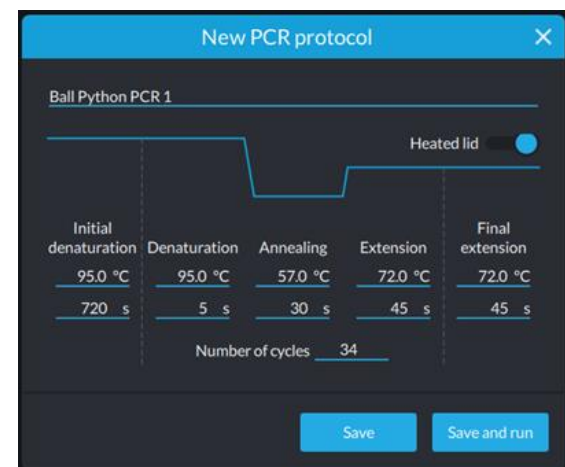 New PCR protocol
Ball Python PCR 1
Heated lid
Initial denaturation
Denaturation
Annealing
Extension
Final extension
95.0 °C
95.0 °C
57.0 °C
72.0 °C
72.0 °C
720 s
5 s
30 s
45 s
45 s
Number of cycles 34
Save
Save and run